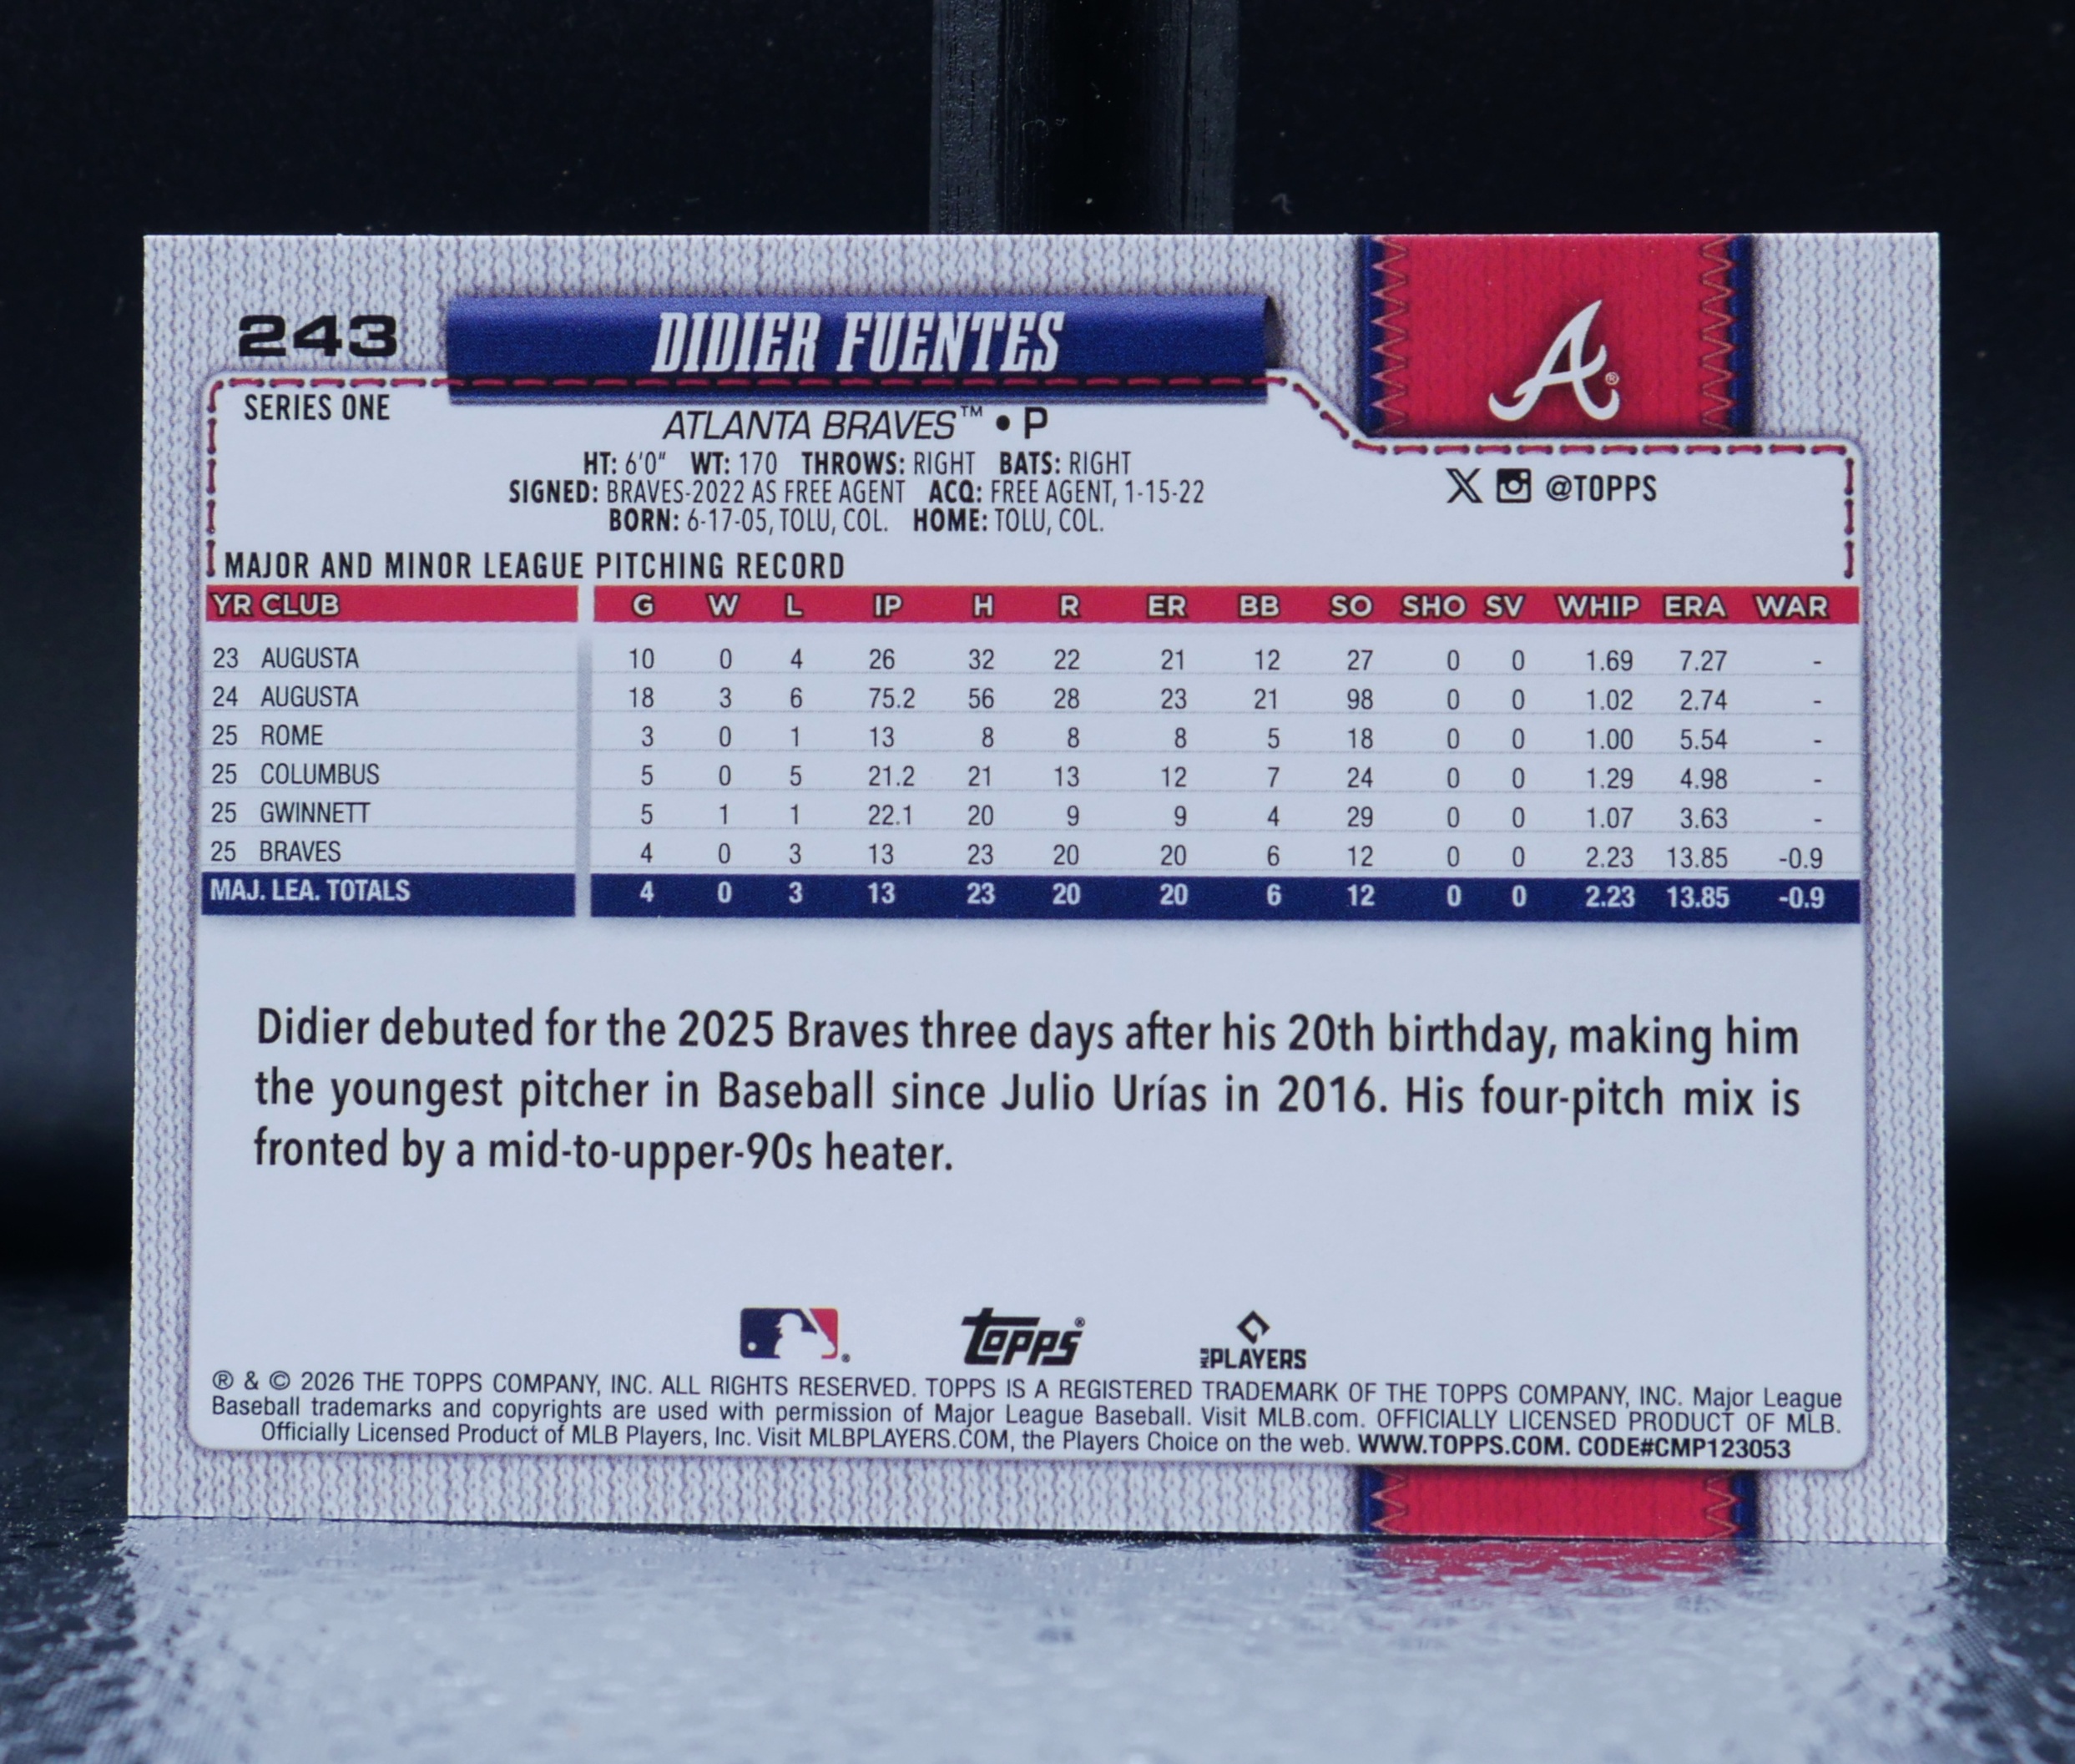 243
DIDIER FUENTES
A®
SERIES ONE
ATLANTA BRAVES™ • P
HT: 6'0" WT: 170 THROWS: RIGHT BATS: RIGHT
SIGNED: BRAVES-2022 AS FREE AGENT ACQ: FREE AGENT, 1-15-22
BORN: 6-17-05, TOLU, COL. HOME: TOLU, COL.
@TOPPS
MAJOR AND MINOR LEAGUE PITCHING RECORD
YR CLUB G W L IP H R ER BB SO SHO SV WHIP ERA WAR
23 AUGUSTA 10 0 4 26 32 22 21 12 27 0 0 1.69 7.27 -
24 AUGUSTA 18 3 6 75.2 56 28 23 21 98 0 0 1.02 2.74 -
25 ROME 3 0 1 13 8 8 8 5 18 0 0 1.00 5.54 -
25 COLUMBUS 5 0 5 21.2 21 13 12 7 24 0 0 1.29 4.98 -
25 GWINNETT 5 1 1 22.1 20 9 9 4 29 0 0 1.07 3.63 -
25 BRAVES 4 0 3 13 23 20 20 6 12 0 0 2.23 13.85 -0.9
MAJ. LEA. TOTALS 4 0 3 13 23 20 20 6 12 0 0 2.23 13.85 -0.9
Didier debuted for the 2025 Braves three days after his 20th birthday, making him
the youngest pitcher in Baseball since Julio Urías in 2016. His four-pitch mix is
fronted by a mid-to-upper-90s heater.
® topps® MLB PLAYERS
® & © 2026 THE TOPPS COMPANY, INC. ALL RIGHTS RESERVED. TOPPS IS A REGISTERED TRADEMARK OF THE TOPPS COMPANY, INC. Major League
Baseball trademarks and copyrights are used with permission of Major League Baseball. Visit MLB.com. OFFICIALLY LICENSED PRODUCT OF MLB.
Officially Licensed Product of MLB Players, Inc. Visit MLBPLAYERS.COM, the Players Choice on the web. WWW.TOPPS.COM. CODE#CMP123053